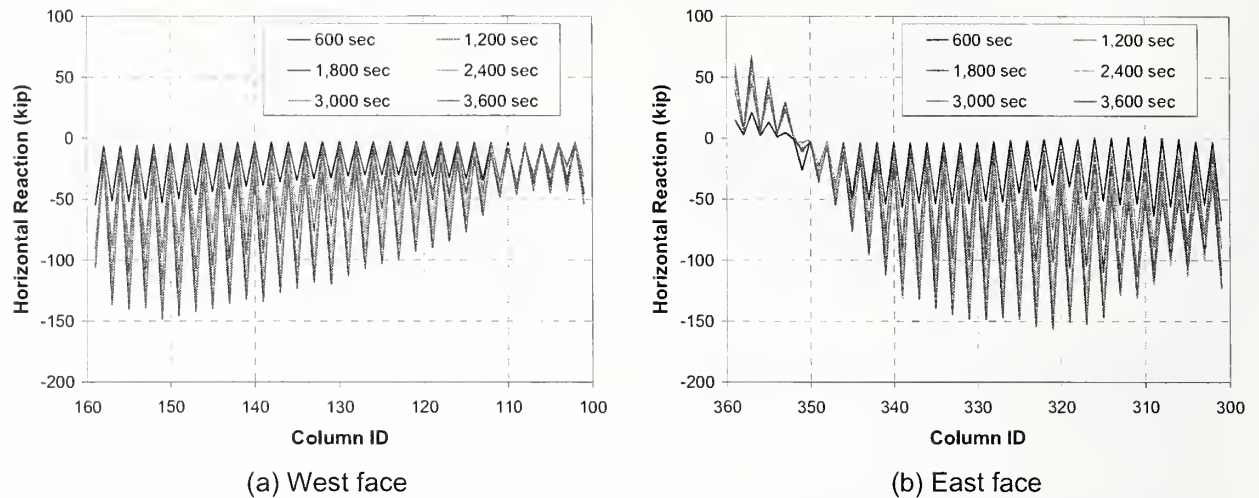 100
50
0
-50
-100
-150
-200
Horizontal Reaction (kip)
600 sec
1,200 sec
1,800 sec
2,400 sec
3,000 sec
3,600 sec
160
150
140
130
120
110
100
Column ID
(a) West face
100
50
0
-50
-100
-150
-200
Horizontal Reaction (kip)
600 sec
1,200 sec
1,800 sec
2,400 sec
3,000 sec
3,600 sec
360
350
340
330
320
310
300
Column ID
(b) East face